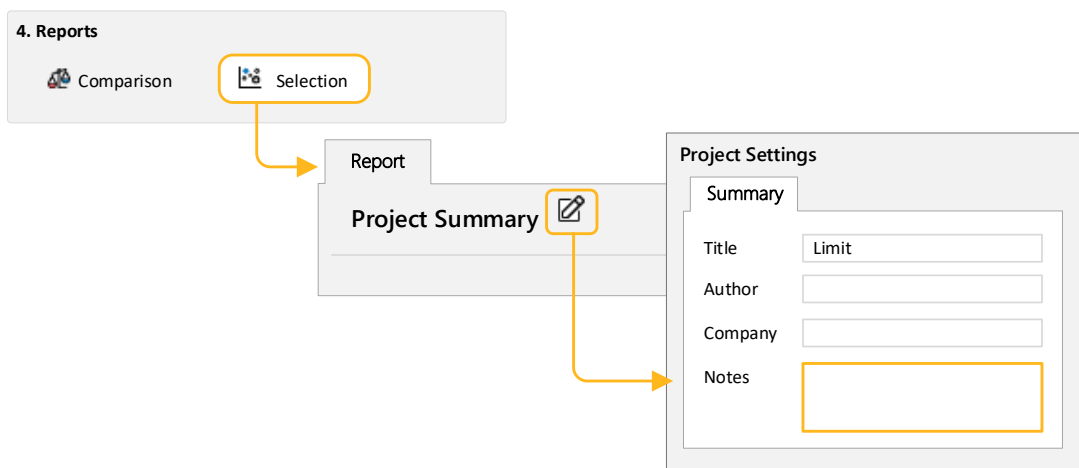 4. Reports
Comparison
Selection
Report
Project Summary
Project Settings
Summary
Title
Limit
Author
Company
Notes